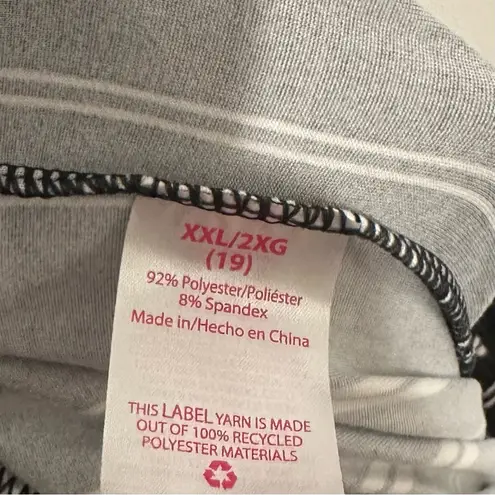 XXL/2XG
(19)
92% Polyester/Poliéster
8% Spandex
Made in/Hecho en China
THIS LABEL YARN IS MADE
OUT OF 100% RECYCLED
POLYESTER MATERIALS